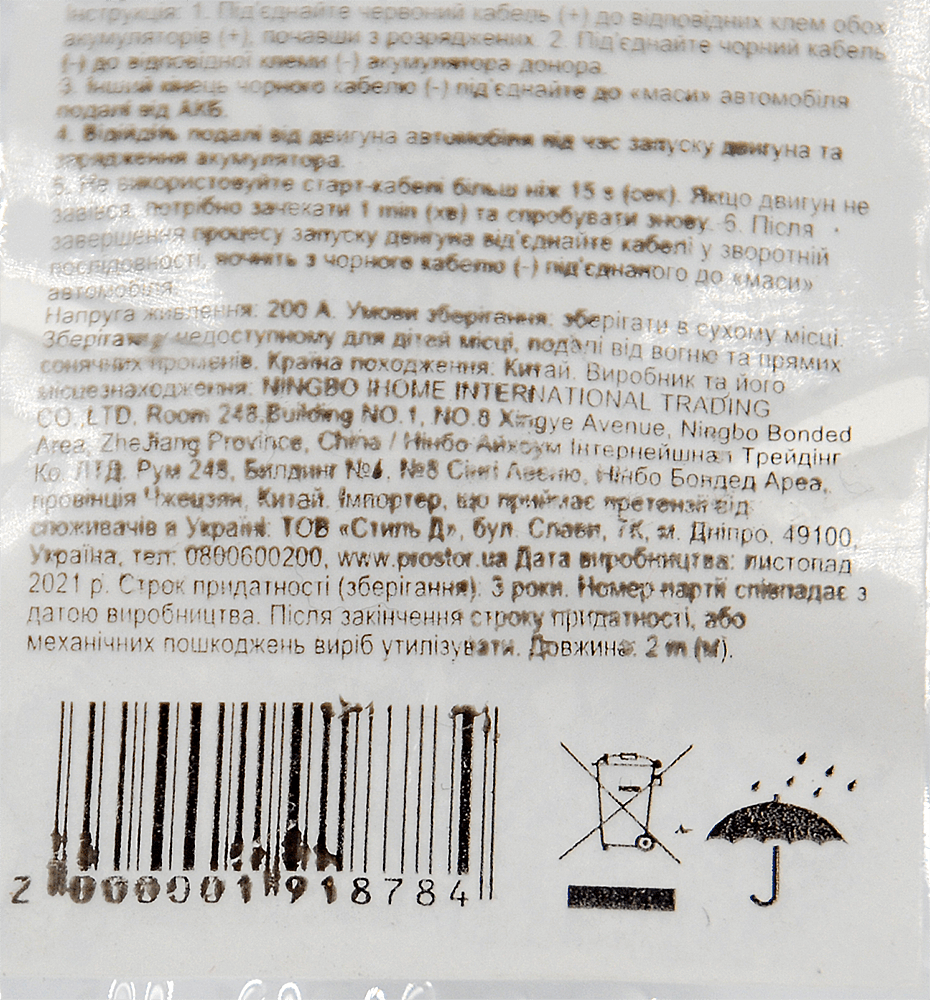 Інструкція: 1. Під'єднайте червоний кабель (+) до відповідних клем обох
акумуляторів (+), почавши з розряджених. 2. Під'єднайте чорний кабель
(-) до відповідної клеми (-) акумулятора донора.
3. Інший кінець чорного кабелю (-) під'єднайте до «маси» автомобіля
подалі від АКБ.
4. Відійдіть подалі від двигуна автомобіля під час запуску двигуна та
зарядження акумулятора.
5. Не використовуйте старт-кабелі більш ніж 15 s (сек). Якщо двигун не
завівся, потрібно зачекати 1 min (хв) та спробувати знову. 6. Після
завершення процесу запуску двигуна від'єднайте кабелі у зворотній
послідовності, почніть з чорного кабелю (-) під'єднаного до «маси»
автомобіля.
Напруга живлення: 200 А. Умови зберігання: зберігати в сухому місці.
Зберігати у недоступному для дітей місці, подалі від вогню та прямих
сонячних променів. Країна походження: Китай. Виробник та його
місцезнаходження: NINGBO IHOME INTERNATIONAL TRADING
CO.,LTD. Room 248,Building NO.1, NO.8 Xingye Avenue, Ningbo Bonded
Area, ZheJiang Province, China / Нінбо Айхоум Інтернейшнал Трейдінг
Ко. ЛТД. Рум 248, Билдинг №1, №8 Сінгі Авеню, Нінбо Бондед Ареа,
провінція Чжецзян, Китай. Імпортер, що приймає претензії від
споживачів в Україні: ТОВ «Стиль Д», бул. Слави, 7К, м. Дніпро, 49100,
Україна, тел: 0800600200, www.prostor.ua Дата виробництва: листопад
2021 р. Строк придатності (зберігання): 3 роки. Номер партії співпадає з
датою виробництва. Після закінчення строку придатності, або
механічних пошкоджень виріб утилізувати. Довжина: 2 m (м).
2 000001 918784